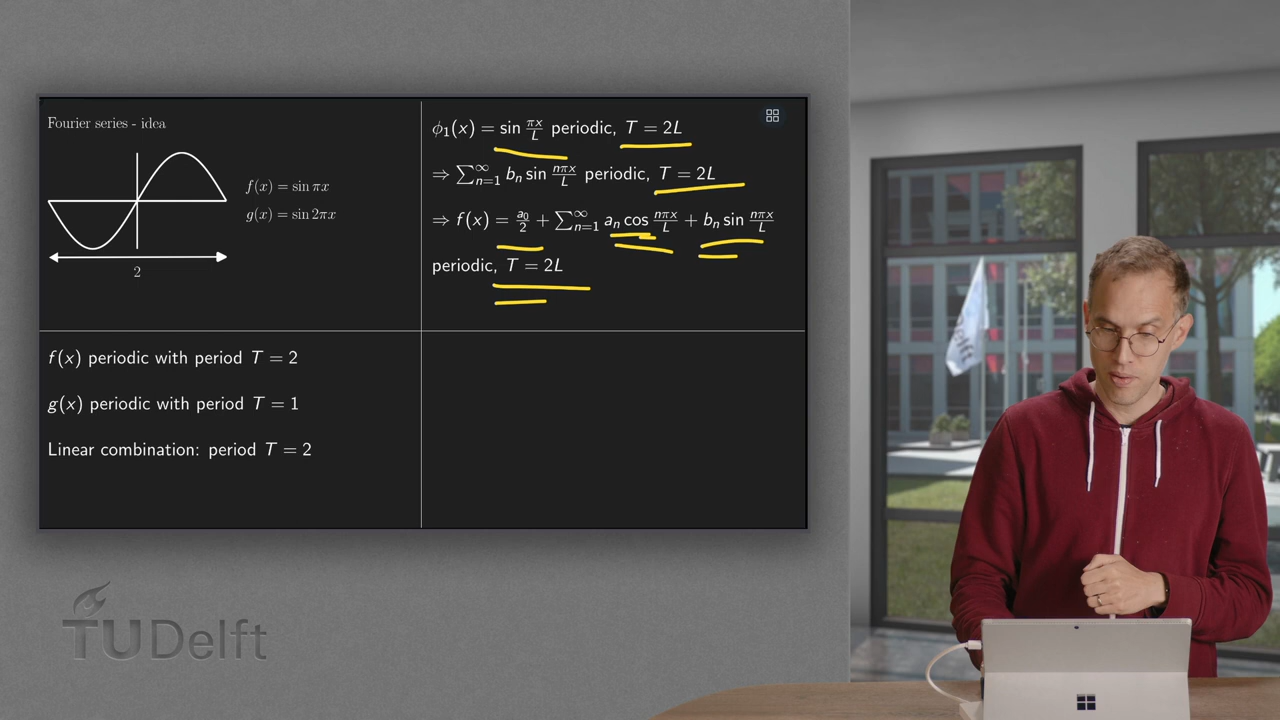 Fourier series - idea
f(x) = sin πx
g(x) = sin 2πx
2
f(x) periodic with period T = 2
g(x) periodic with period T = 1
Linear combination: period T = 2
ϕ₁(x) = sin πx/L periodic, T = 2L
⇒ ∑ₙ₌₁^∞ bₙ sin nπx/L periodic, T = 2L
⇒ f(x) = a₀/2 + ∑ₙ₌₁^∞ aₙ cos nπx/L + bₙ sin nπx/L
periodic, T = 2L
Delft
TUDelft